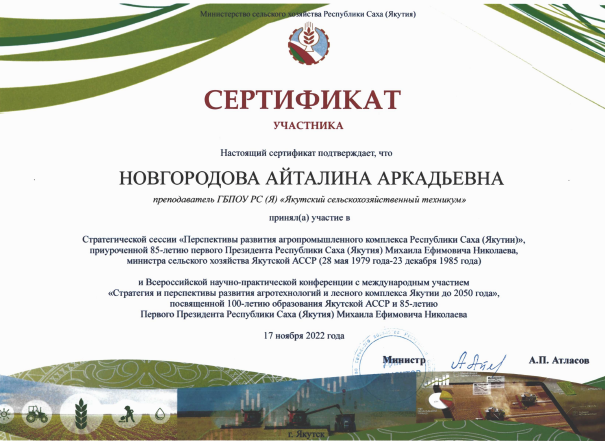 Министерство сельского хозяйства Республики Саха (Якутия)
СЕРТИФИКАТ
УЧАСТНИКА
Настоящий сертификат подтверждает, что
НОВГОРОДОВА АЙТАЛИНА АРКАДЬЕВНА
преподаватель ГБПОУ РС (Я) «Якутский сельскохозяйственный техникум»
принял(а) участие в
Стратегической сессии «Перспективы развития агропромышленного комплекса Республики Саха (Якутии)»,
приуроченной 85-летию первого Президента Республики Саха (Якутия) Михаила Ефимовича Николаева,
министра сельского хозяйства Якутской АССР (28 мая 1979 года-23 декабря 1985 года)
и Всероссийской научно-практической конференции с международным участием
«Стратегия и перспективы развития агротехнологий и лесного комплекса Якутии до 2050 года»,
посвященной 100-летию образования Якутской АССР и 85-летию
Первого Президента Республики Саха (Якутия) Михаила Ефимовича Николаева
17 ноября 2022 года
Министр
А.П. Атласов
г. Якутск